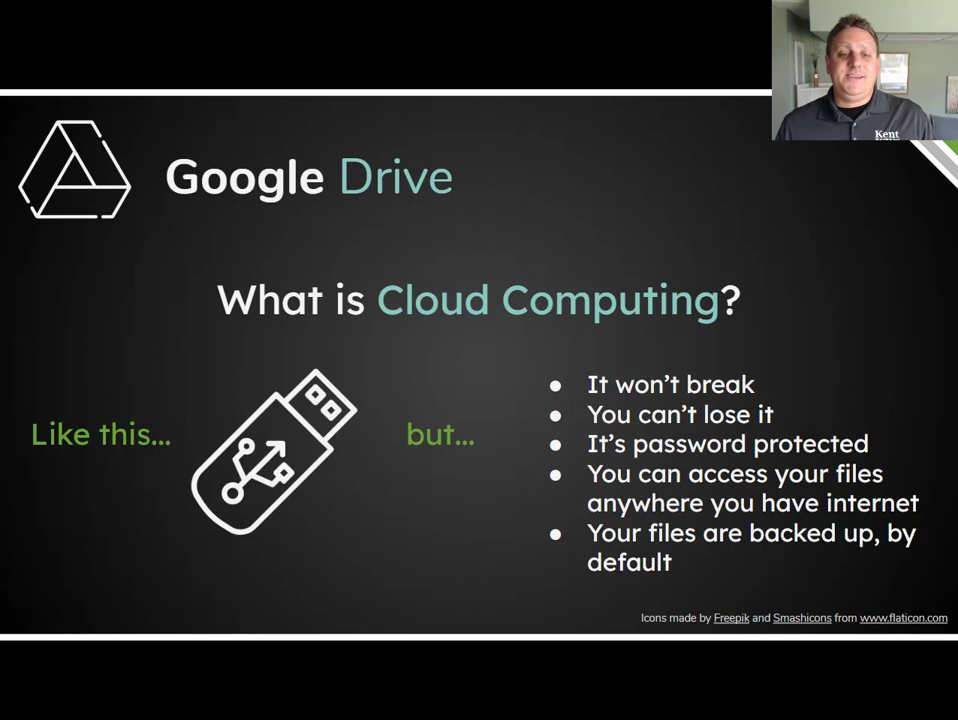 Kent
Google Drive
What is Cloud Computing?
Like this...
but...
● It won't break
● You can't lose it
● It's password protected
● You can access your files
anywhere you have internet
● Your files are backed up, by
default
Icons made by Freepik and Smashicons from www.flaticon.com